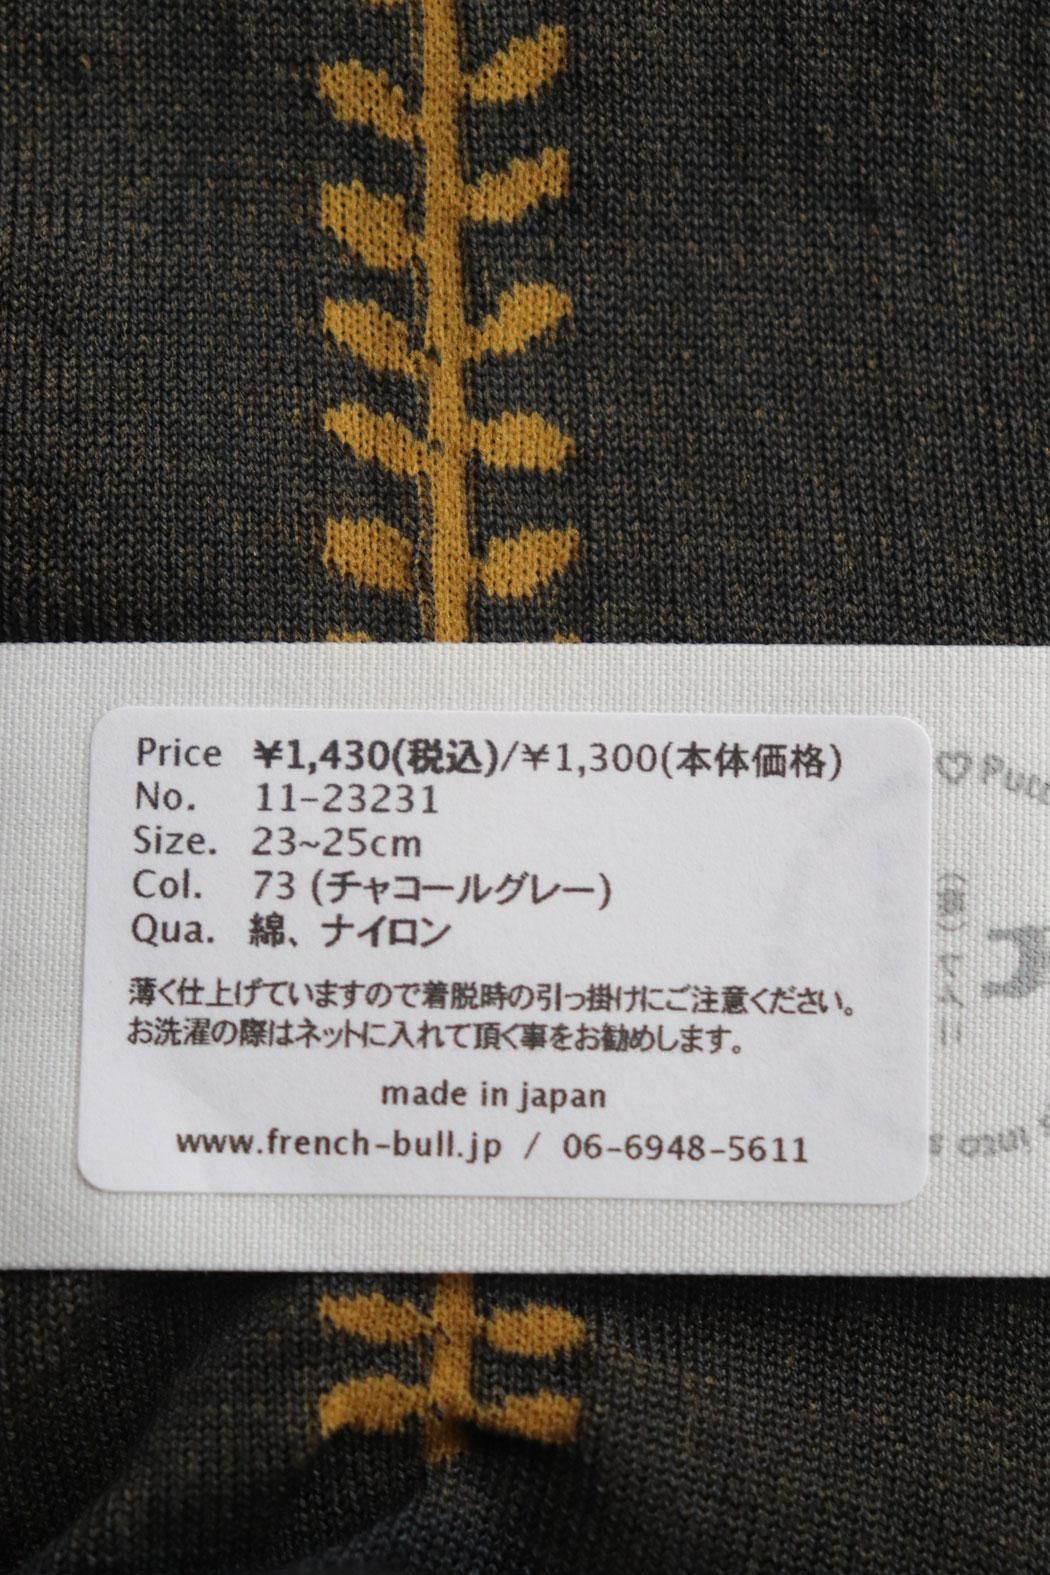 Price ¥1,430(税込)/¥1,300(本体価格)
No. 11-23231
Size. 23~25cm
Col. 73 (チャコールグレー)
Qua. 綿、ナイロン
薄く仕上げていますので着脱時の引っ掛けにご注意ください。
お洗濯の際はネットに入れて頂く事をお勧めします。
made in japan
www.french-bull.jp / 06-6948-5611